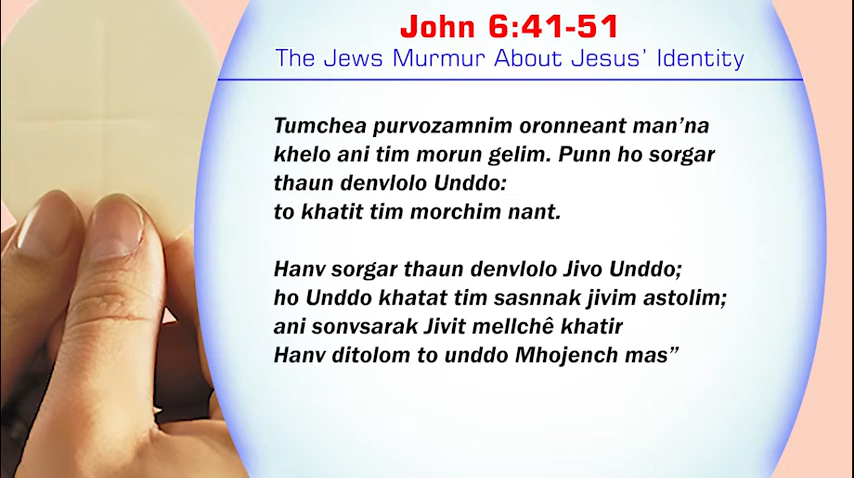 John 6:41-51
The Jews Murmur About Jesus’ Identity
Tumchea purvozamnim oronneant man’na
khelo ani tim morun gelim. Punn ho sorgar
thaun denvlolo Unddo:
to khatit tim morchim nant.
Hanv sorgar thaun denvlolo Jivo Unddo;
ho Unddo khatat tim sasnnak jivim astolim;
ani sonvsarak Jivit mellchê khatir
Hanv ditolom to unddo Mhojench mas”